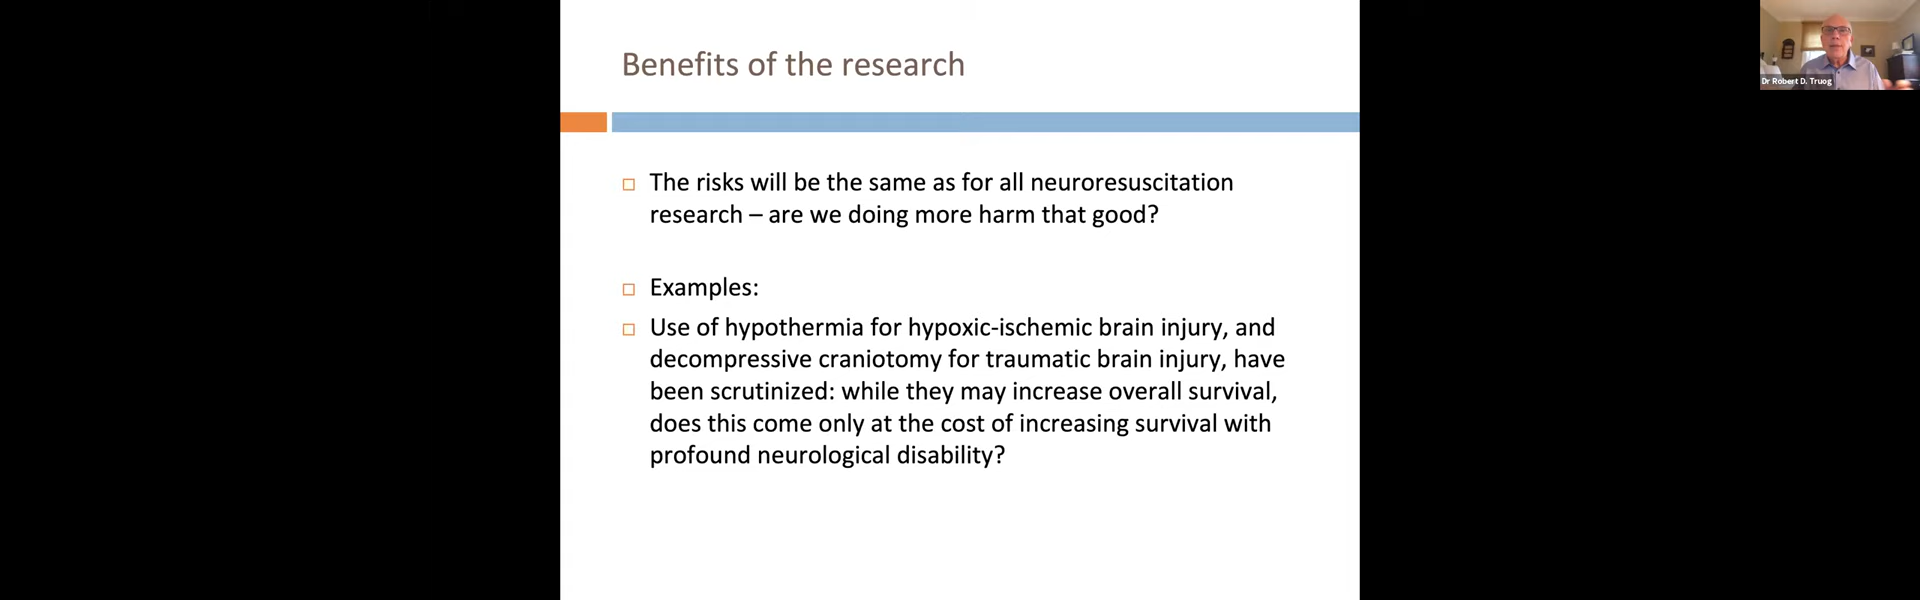 Benefits of the research
Dr Robert D. Truog
The risks will be the same as for all neuroresuscitation
research – are we doing more harm that good?
Examples:
Use of hypothermia for hypoxic-ischemic brain injury, and
decompressive craniotomy for traumatic brain injury, have
been scrutinized: while they may increase overall survival,
does this come only at the cost of increasing survival with
profound neurological disability?